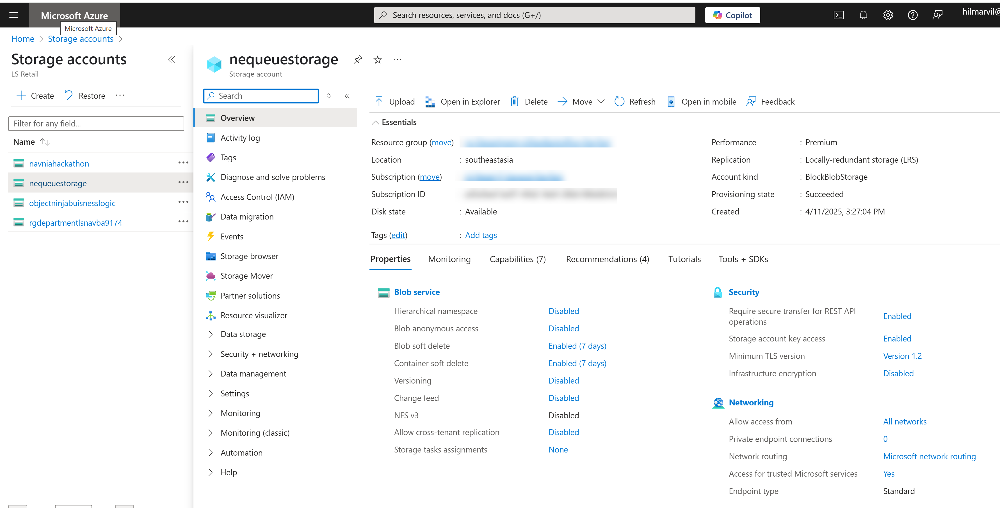 Microsoft Azure
Search resources, services, and docs (G+/)
Copilot
hilmarvil@
Microsoft Azure
Home > Storage accounts >
Storage accounts
LS Retail
Create
Restore
Filter for any field...
Name
navniahackathon
nequeuestorage
objectninjabuisnesslogic
rgdepartmentlsnavba9174
nequeuestorage
Storage account
Search
Overview
Activity log
Tags
Diagnose and solve problems
Access Control (IAM)
Data migration
Events
Storage browser
Storage Mover
Partner solutions
Resource visualizer
Data storage
Security + networking
Data management
Settings
Monitoring
Monitoring (classic)
Automation
Help
Upload
Open in Explorer
Delete
Move
Refresh
Open in mobile
Feedback
Essentials
Resource group (move)
Location : southeastasia
Subscription (move)
Subscription ID
Disk state : Available
Tags (edit) : Add tags
Performance : Premium
Replication : Locally-redundant storage (LRS)
Account kind : BlockBlobStorage
Provisioning state : Succeeded
Created : 4/11/2025, 3:27:04 PM
Properties
Monitoring
Capabilities (7)
Recommendations (4)
Tutorials
Tools + SDKs
Blob service
Hierarchical namespace Disabled
Blob anonymous access Disabled
Blob soft delete Enabled (7 days)
Container soft delete Enabled (7 days)
Versioning Disabled
Change feed Disabled
NFS v3 Disabled
Allow cross-tenant replication Disabled
Storage tasks assignments None
Security
Require secure transfer for REST API
operations Enabled
Storage account key access Enabled
Minimum TLS version Version 1.2
Infrastructure encryption Disabled
Networking
Allow access from All networks
Private endpoint connections 0
Network routing Microsoft network routing
Access for trusted Microsoft services Yes
Endpoint type Standard